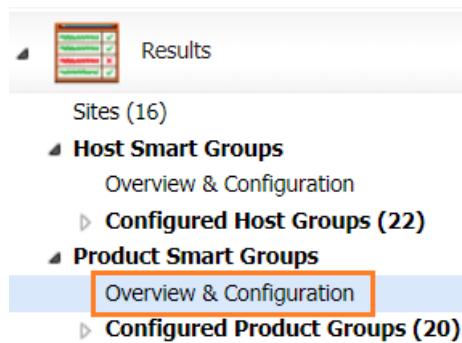 Results
Sites (16)
Host Smart Groups
Overview & Configuration
Configured Host Groups (22)
Product Smart Groups
Overview & Configuration
Configured Product Groups (20)